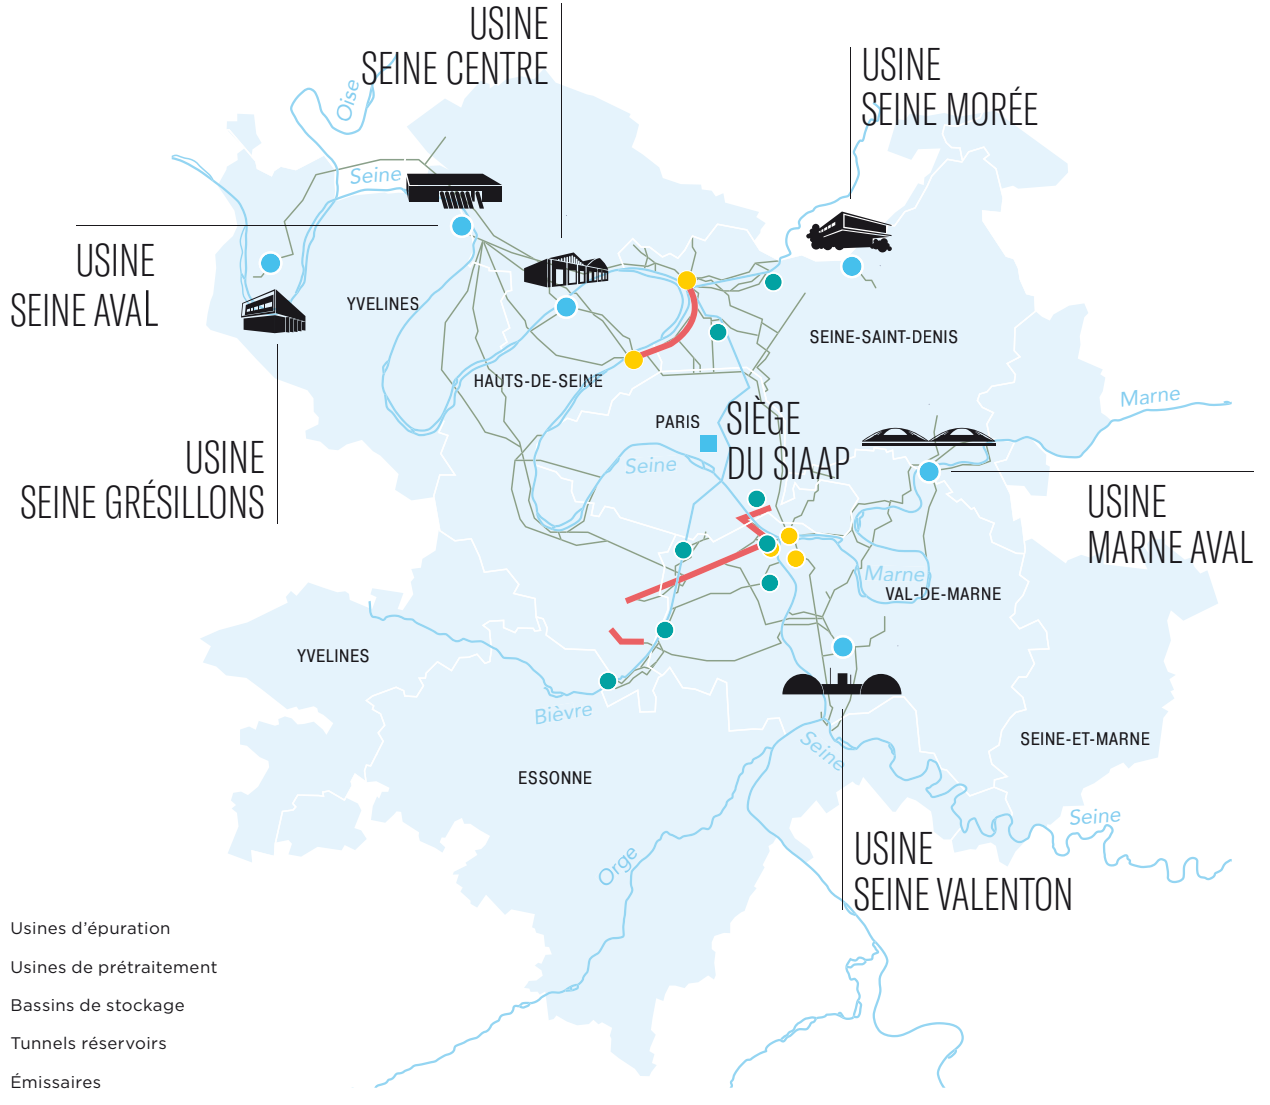 USINE
SEINE CENTRE
USINE
SEINE MORÉE
Oise
Seine
USINE
SEINE AVAL
YVELINES
SEINE-SAINT-DENIS
HAUTS-DE-SEINE
Marne
PARIS
SIÈGE
DU SIAAP
Seine
USINE
SEINE GRÉSILLONS
USINE
MARNE AVAL
Marne
VAL-DE-MARNE
YVELINES
Bièvre
SEINE-ET-MARNE
Seine
ESSONNE
Seine
Orge
USINE
SEINE VALENTON
Usines d'épuration
Usines de prétraitement
Bassins de stockage
Tunnels réservoirs
Émissaires